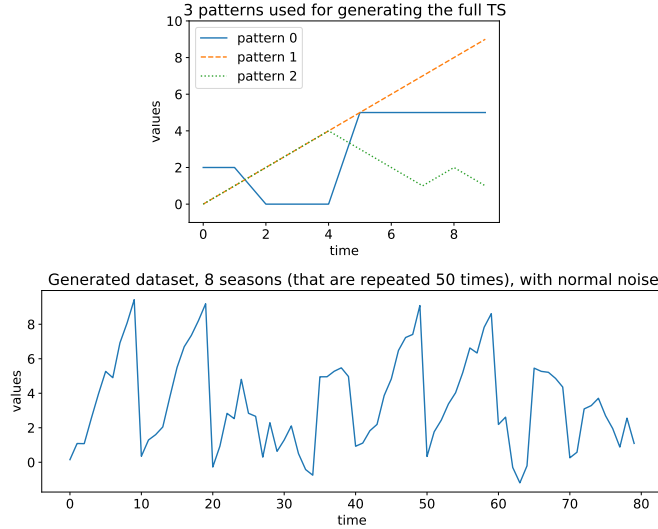 3 patterns used for generating the full TS
10
8
6
4
2
0
values
pattern 0
pattern 1
pattern 2
0 2 4 6 8
time
Generated dataset, 8 seasons (that are repeated 50 times), with normal noise
8
6
4
2
0
values
0 10 20 30 40 50 60 70 80
time